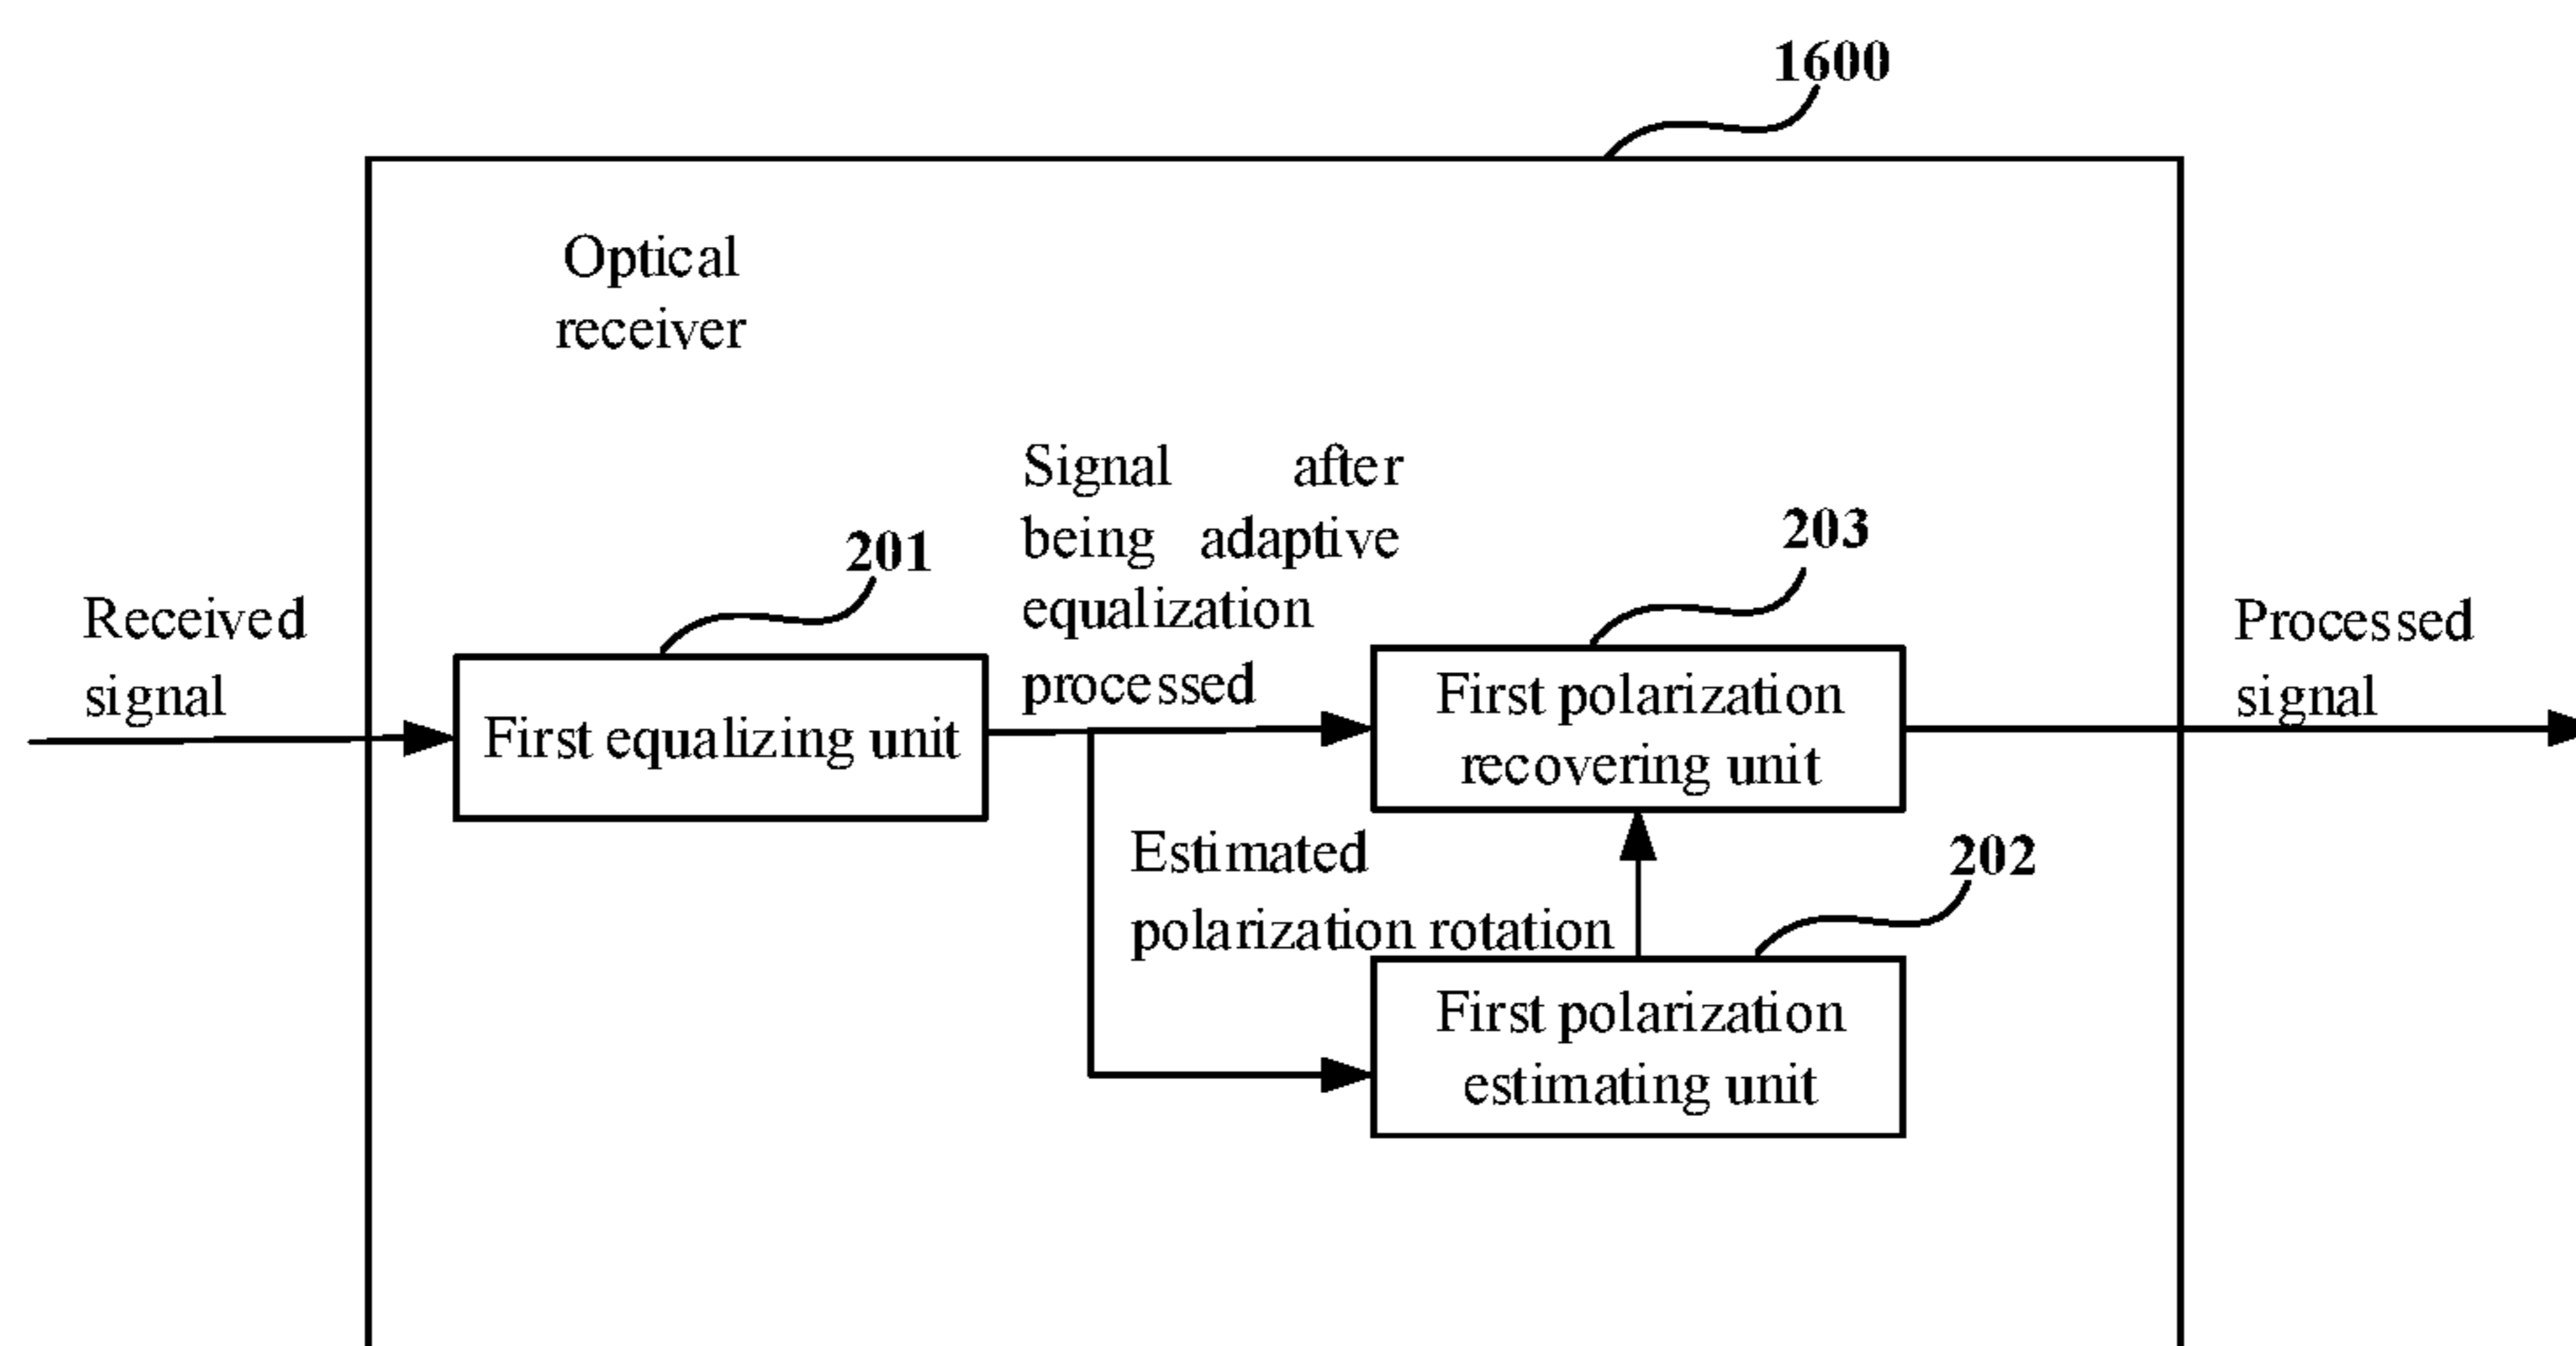 1600
Optical
receiver
Signal after
being adaptive
equalization
processed
201
203
Received
signal
First equalizing unit
First polarization
recovering unit
Processed
signal
Estimated
polarization rotation
202
First polarization
estimating unit